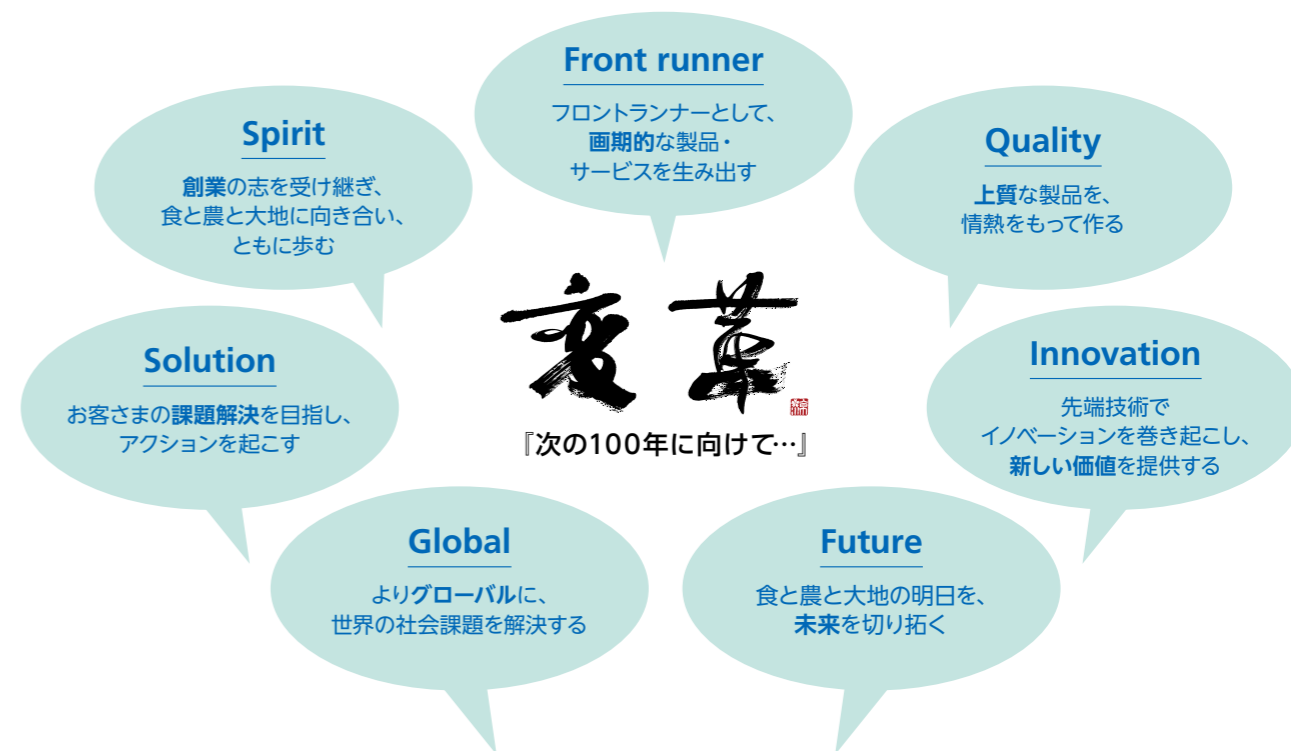 Front runner
フロントランナーとして、
画期的な製品・
サービスを生み出す
Spirit
創業の志を受け継ぎ、
食と農と大地に向き合い、
ともに歩む
Quality
上質な製品を、
情熱をもって作る
変革
『次の100年に向けて…』
Solution
お客さまの課題解決を目指し、
アクションを起こす
Innovation
先端技術で
イノベーションを巻き起こし、
新しい価値を提供する
Global
よりグローバルに、
世界の社会課題を解決する
Future
食と農と大地の明日を、
未来を切り拓く